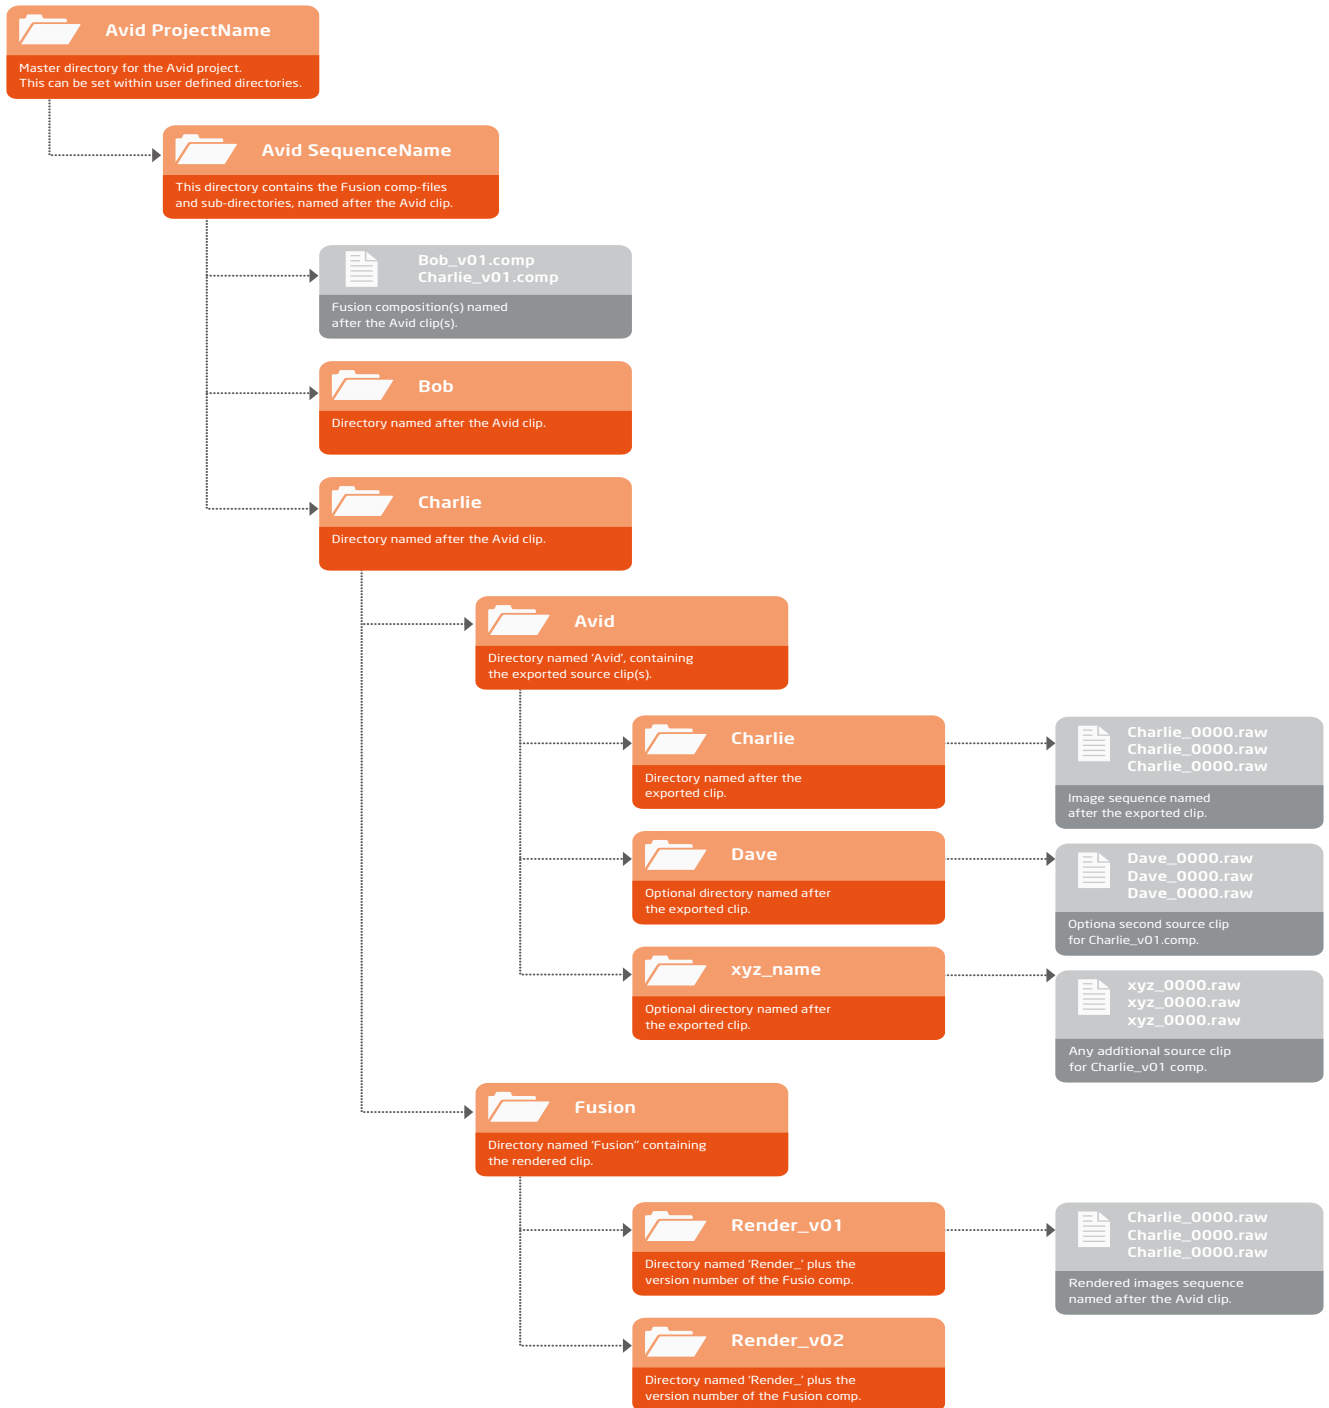 Avid ProjectName
Master directory for the Avid project.
This can be set within user defined directories.
Avid SequenceName
This directory contains the Fusion comp-files
and sub-directories, named after the Avid clip.
Bob_v01.comp
Charlie_v01.comp
Fusion composition(s) named
after the Avid clip(s).
Bob
Directory named after the Avid clip.
Charlie
Directory named after the Avid clip.
Avid
Directory named ‘Avid’, containing
the exported source clip(s).
Charlie
Directory named after the
exported clip.
Charlie_0000.raw
Charlie_0000.raw
Charlie_0000.raw
Image sequence named
after the exported clip.
Dave
Optional directory named after
the exported clip.
Dave_0000.raw
Dave_0000.raw
Dave_0000.raw
Optiona second source clip
for Charlie_v01.comp.
xyz_name
Optional directory named after
the exported clip.
xyz_0000.raw
xyz_0000.raw
xyz_0000.raw
Any additional source clip
for Charlie_v01 comp.
Fusion
Directory named ‘Fusion” containing
the rendered clip.
Render_v01
Directory named ‘Render_’ plus the
version number of the Fusio comp.
Charlie_0000.raw
Charlie_0000.raw
Charlie_0000.raw
Rendered images sequence
named after the Avid clip.
Render_v02
Directory named ‘Render_’ plus the
version number of the Fusion comp.